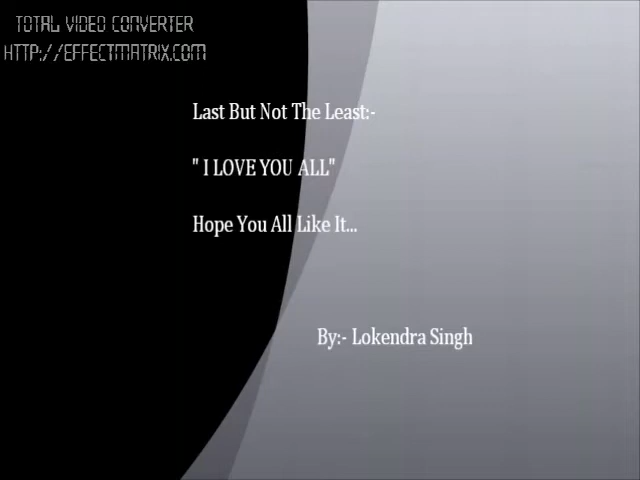 TOTAL VIDEO CONVERTER
HTTP://EFFECTMATRIX.COM
Last But Not The Least:-
" I LOVE YOU ALL"
Hope You All Like It...
By:- Lokendra Singh